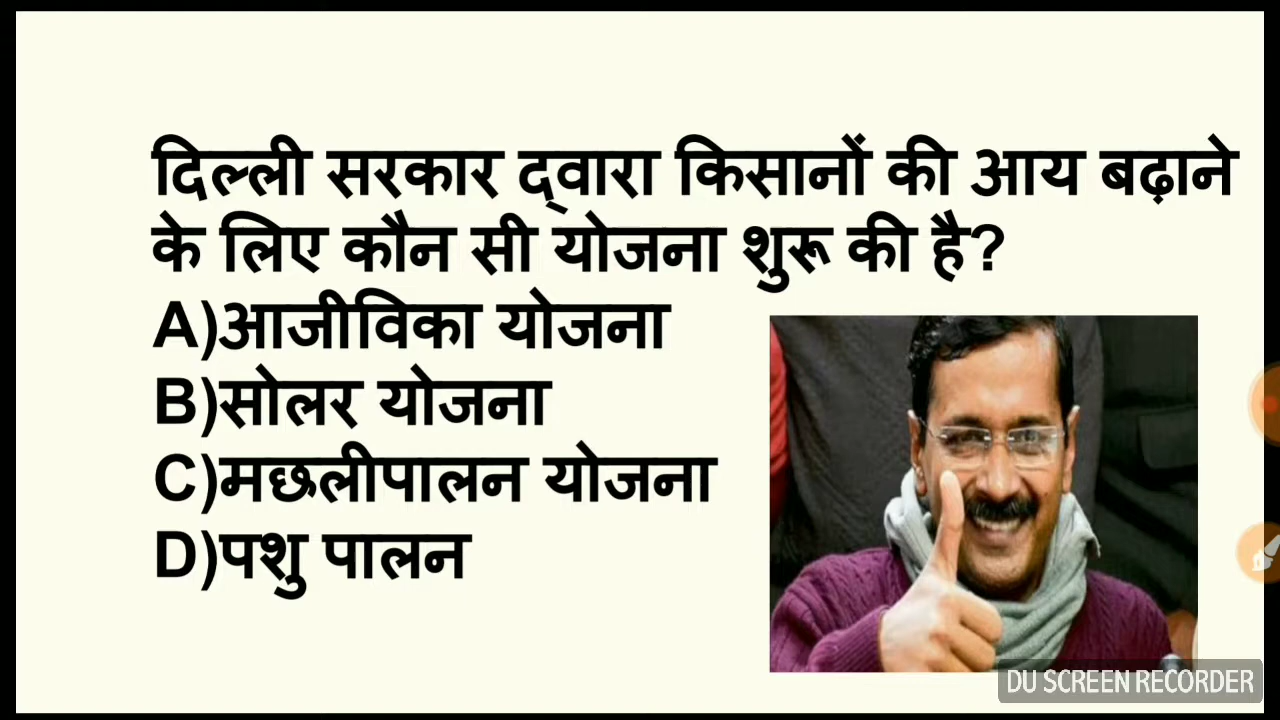 दिल्ली सरकार द्वारा किसानों की आय बढ़ाने
के लिए कौन सी योजना शुरू की है?
A)आजीविका योजना
B)सोलर योजना
C)मछलीपालन योजना
D)पशु पालन
DU SCREEN RECORDER